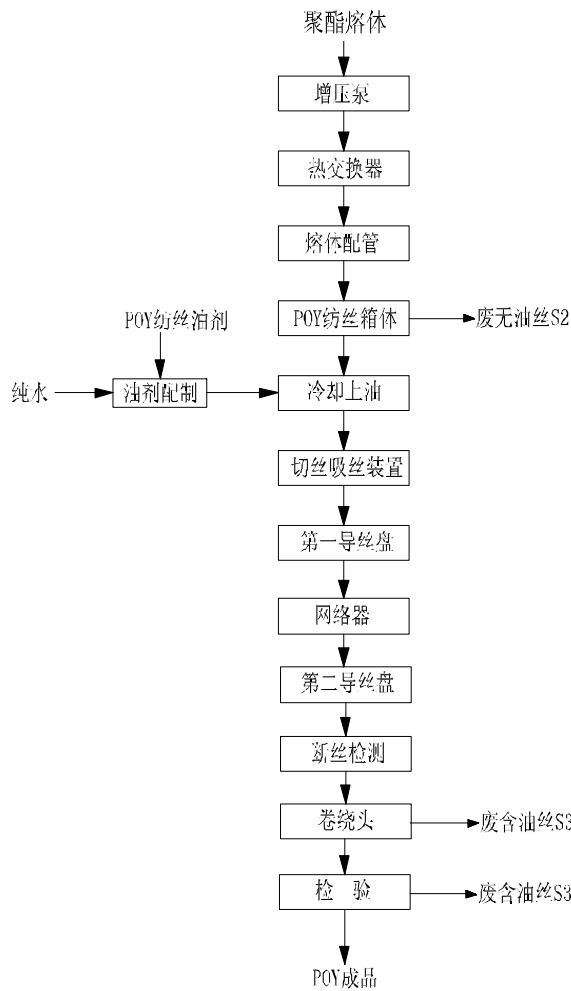 聚酯熔体
增压泵
热交换器
熔体配管
POY纺丝箱体
废无油丝S2
POY纺丝油剂
纯水
油剂配制
冷却上油
切丝吸丝装置
第一导丝盘
网络器
第二导丝盘
断丝检测
卷绕头
废含油丝S3
检 验
废含油丝S3
POY成品